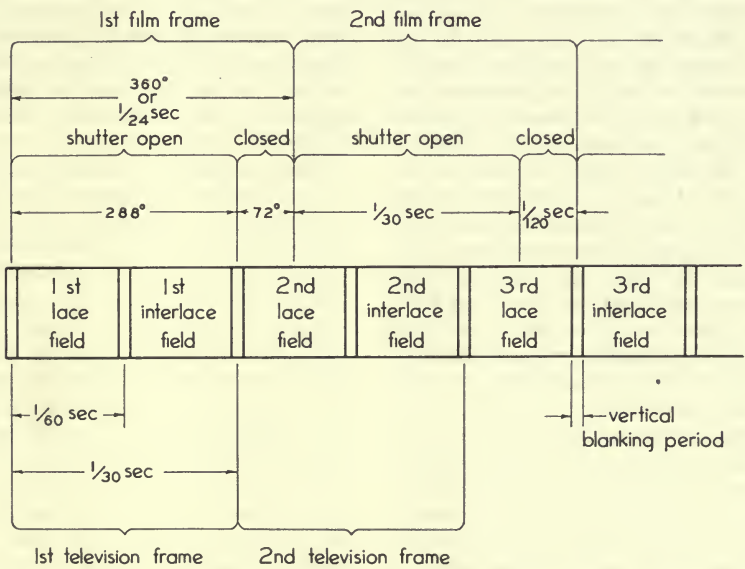 1st film frame
2nd film frame
360°
or
1/24 sec
shutter open
closed
shutter open
closed
288°
72°
1/30 sec
1/120 sec
1st
lace
field
1st
interlace
field
2nd
lace
field
2nd
interlace
field
3rd
lace
field
3rd
interlace
field
1/60 sec
vertical
blanking period
1/30 sec
1st television frame
2nd television frame